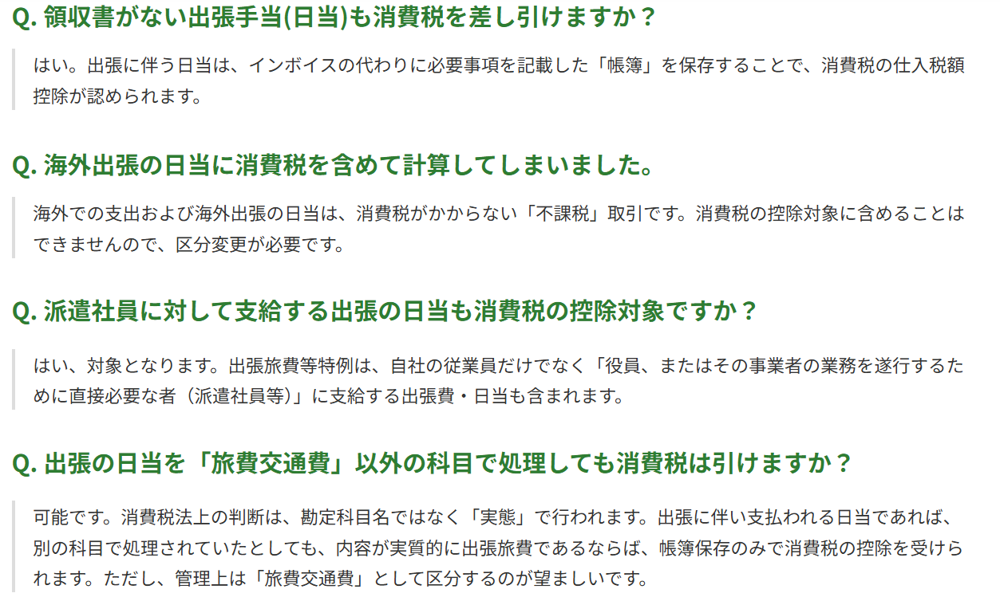 Q. 領収書がない出張手当(日当)も消費税を差し引けますか？
はい。出張に伴う日当は、インボイスの代わりに必要事項を記載した「帳簿」を保存することで、消費税の仕入税額
控除が認められます。
Q. 海外出張の日当に消費税を含めて計算してしまいました。
海外での支出および海外出張の日当は、消費税がかからない「不課税」取引です。消費税の控除対象に含めることは
できませんので、区分変更が必要です。
Q. 派遣社員に対して支給する出張の日当も消費税の控除対象ですか？
はい、対象となります。出張旅費等特例は、自社の従業員だけでなく「役員、またはその事業者の業務を遂行するた
めに直接必要な者（派遣社員等）」に支給する出張費・日当も含まれます。
Q. 出張の日当を「旅費交通費」以外の科目で処理しても消費税は引けますか？
可能です。消費税法上の判断は、勘定科目名ではなく「実態」で行われます。出張に伴い支払われる日当であれば、
別の科目で処理されていたとしても、内容が実質的に出張旅費であるならば、帳簿保存のみで消費税の控除を受けら
れます。ただし、管理上は「旅費交通費」として区分するのが望ましいです。